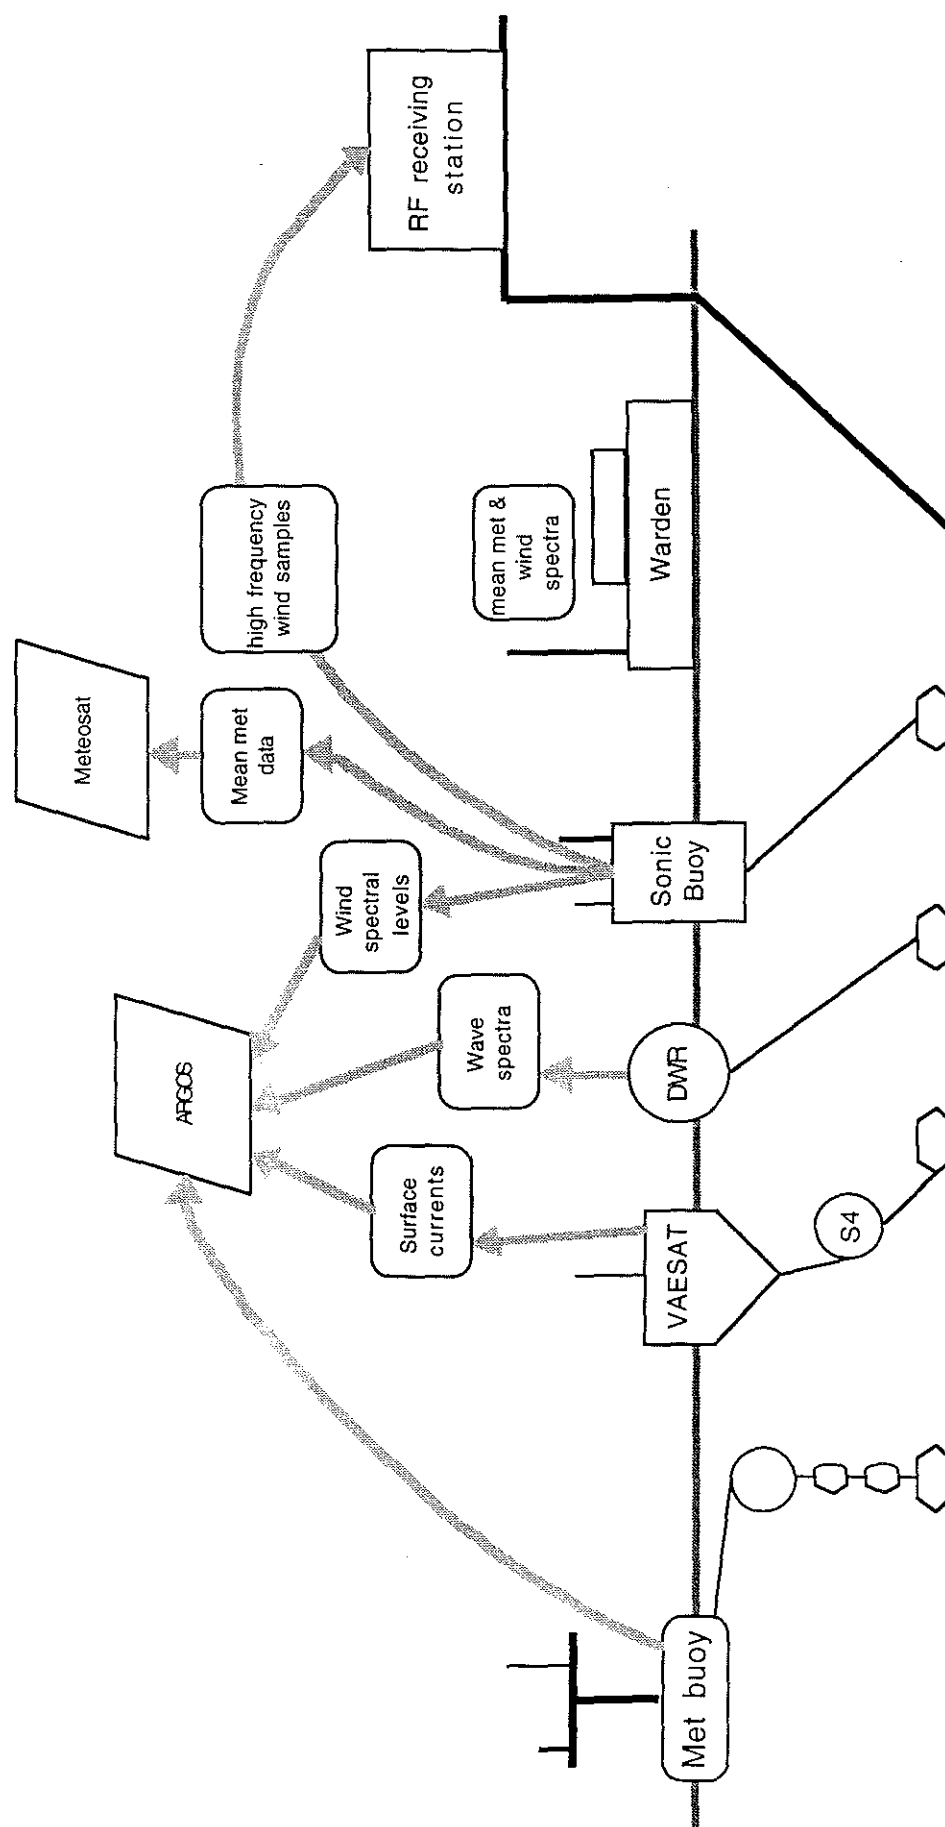 Meteosat
ARGOS
high frequency
wind samples
Mean met
data
RF receiving
station
Wind
spectral
levels
Surface
currents
Wave
spectra
mean met &
wind
spectra
Met buoy
VAESAT
S4
DWR
Sonic
Buoy
Warden